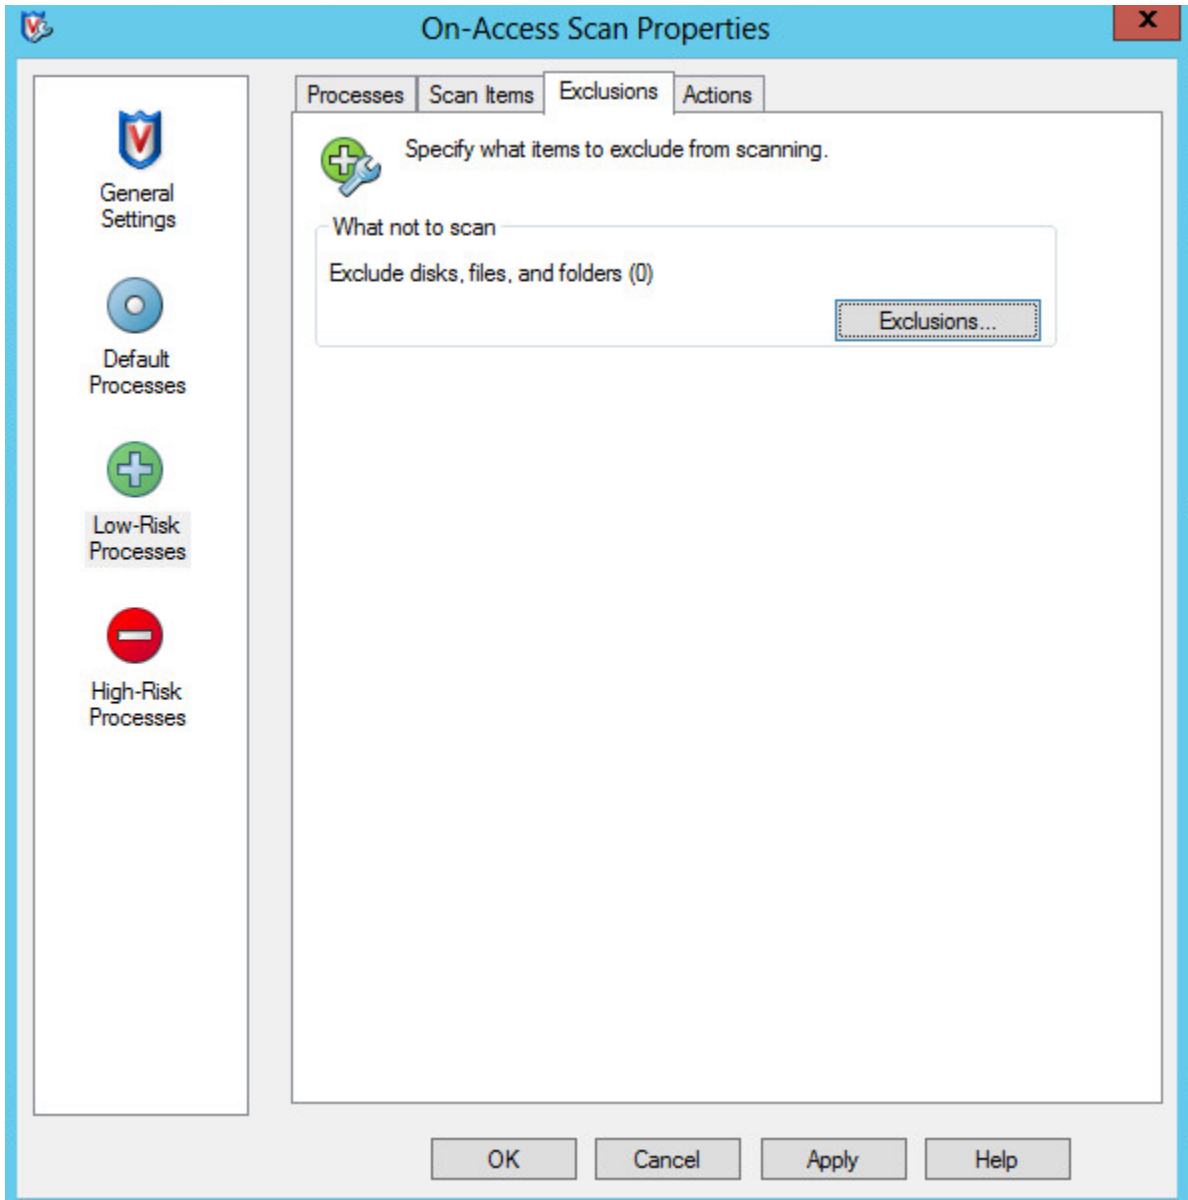 On-Access Scan Properties
x
General
Settings
Default
Processes
Low-Risk
Processes
High-Risk
Processes
Processes Scan Items Exclusions Actions
Specify what items to exclude from scanning.
What not to scan
Exclude disks, files, and folders (0)
Exclusions...
OK Cancel Apply Help